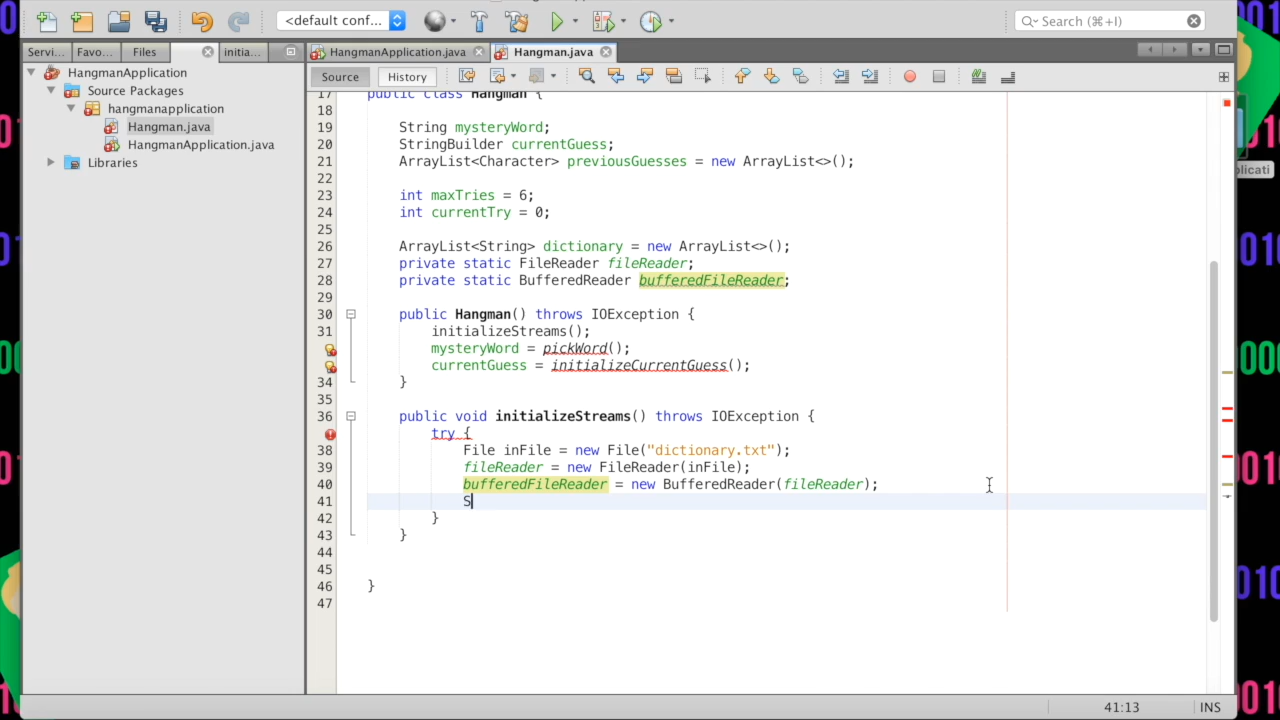 <default conf...
Search (⌘+I)
Servi...
Favo...
Files
initia...
HangmanApplication.java
Hangman.java
HangmanApplication
Source Packages
hangmanapplication
Hangman.java
HangmanApplication.java
Libraries
Source
History
17 public class Hangman {
18
19 String mysteryWord;
20 StringBuilder currentGuess;
21 ArrayList<Character> previousGuesses = new ArrayList<>();
22
23 int maxTries = 6;
24 int currentTry = 0;
25
26 ArrayList<String> dictionary = new ArrayList<>();
27 private static FileReader fileReader;
28 private static BufferedReader bufferedFileReader;
29
30 public Hangman() throws IOException {
31 initializeStreams();
mysteryWord = pickWord();
currentGuess = initializeCurrentGuess();
34 }
35
36 public void initializeStreams() throws IOException {
try {
38 File inFile = new File("dictionary.txt");
39 fileReader = new FileReader(inFile);
40 bufferedFileReader = new BufferedReader(fileReader);
41 S
42 }
43 }
44
45
46 }
47
41:13
INS